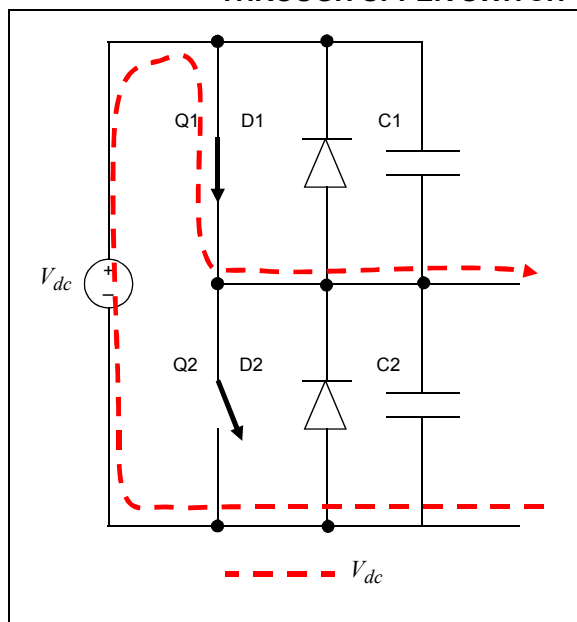 Q1 D1 C1
+
V_dc
–
Q2 D2 C2
V_dc